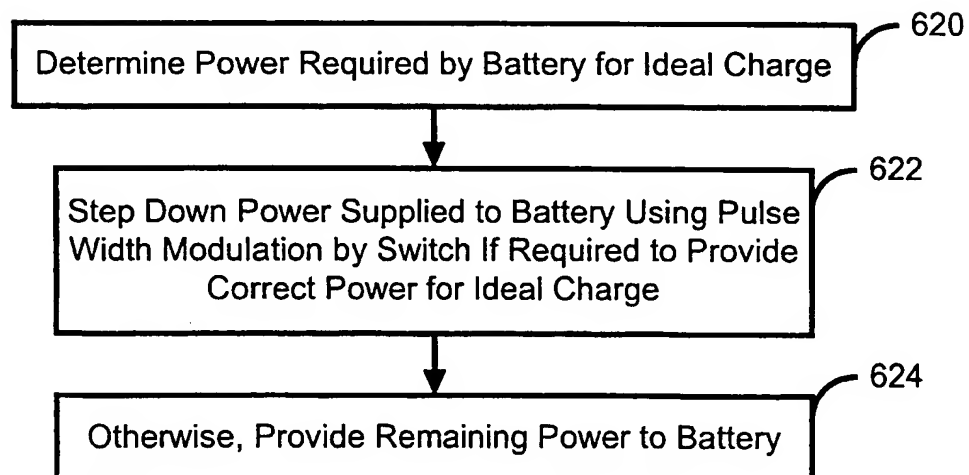 620
Determine Power Required by Battery for Ideal Charge
622
Step Down Power Supplied to Battery Using Pulse
Width Modulation by Switch If Required to Provide
Correct Power for Ideal Charge
624
Otherwise, Provide Remaining Power to Battery